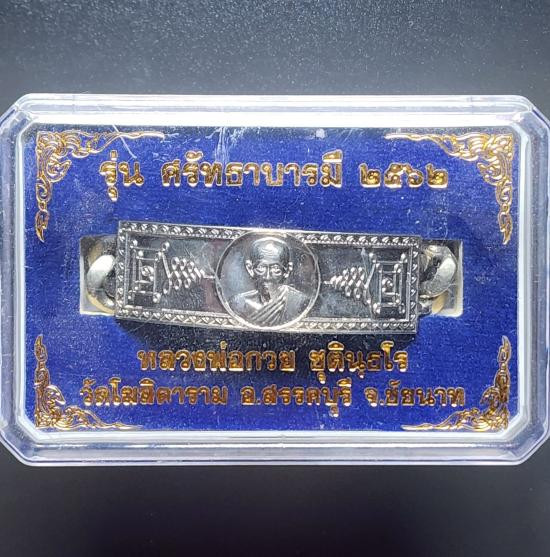 รุ่น ศรัทธาบารมี ๒๕๖๒
หลวงพ่อกวย ชุตินฺธโร
วัดโฆสิตาราม อ.สรรคบุรี จ.ชัยนาท